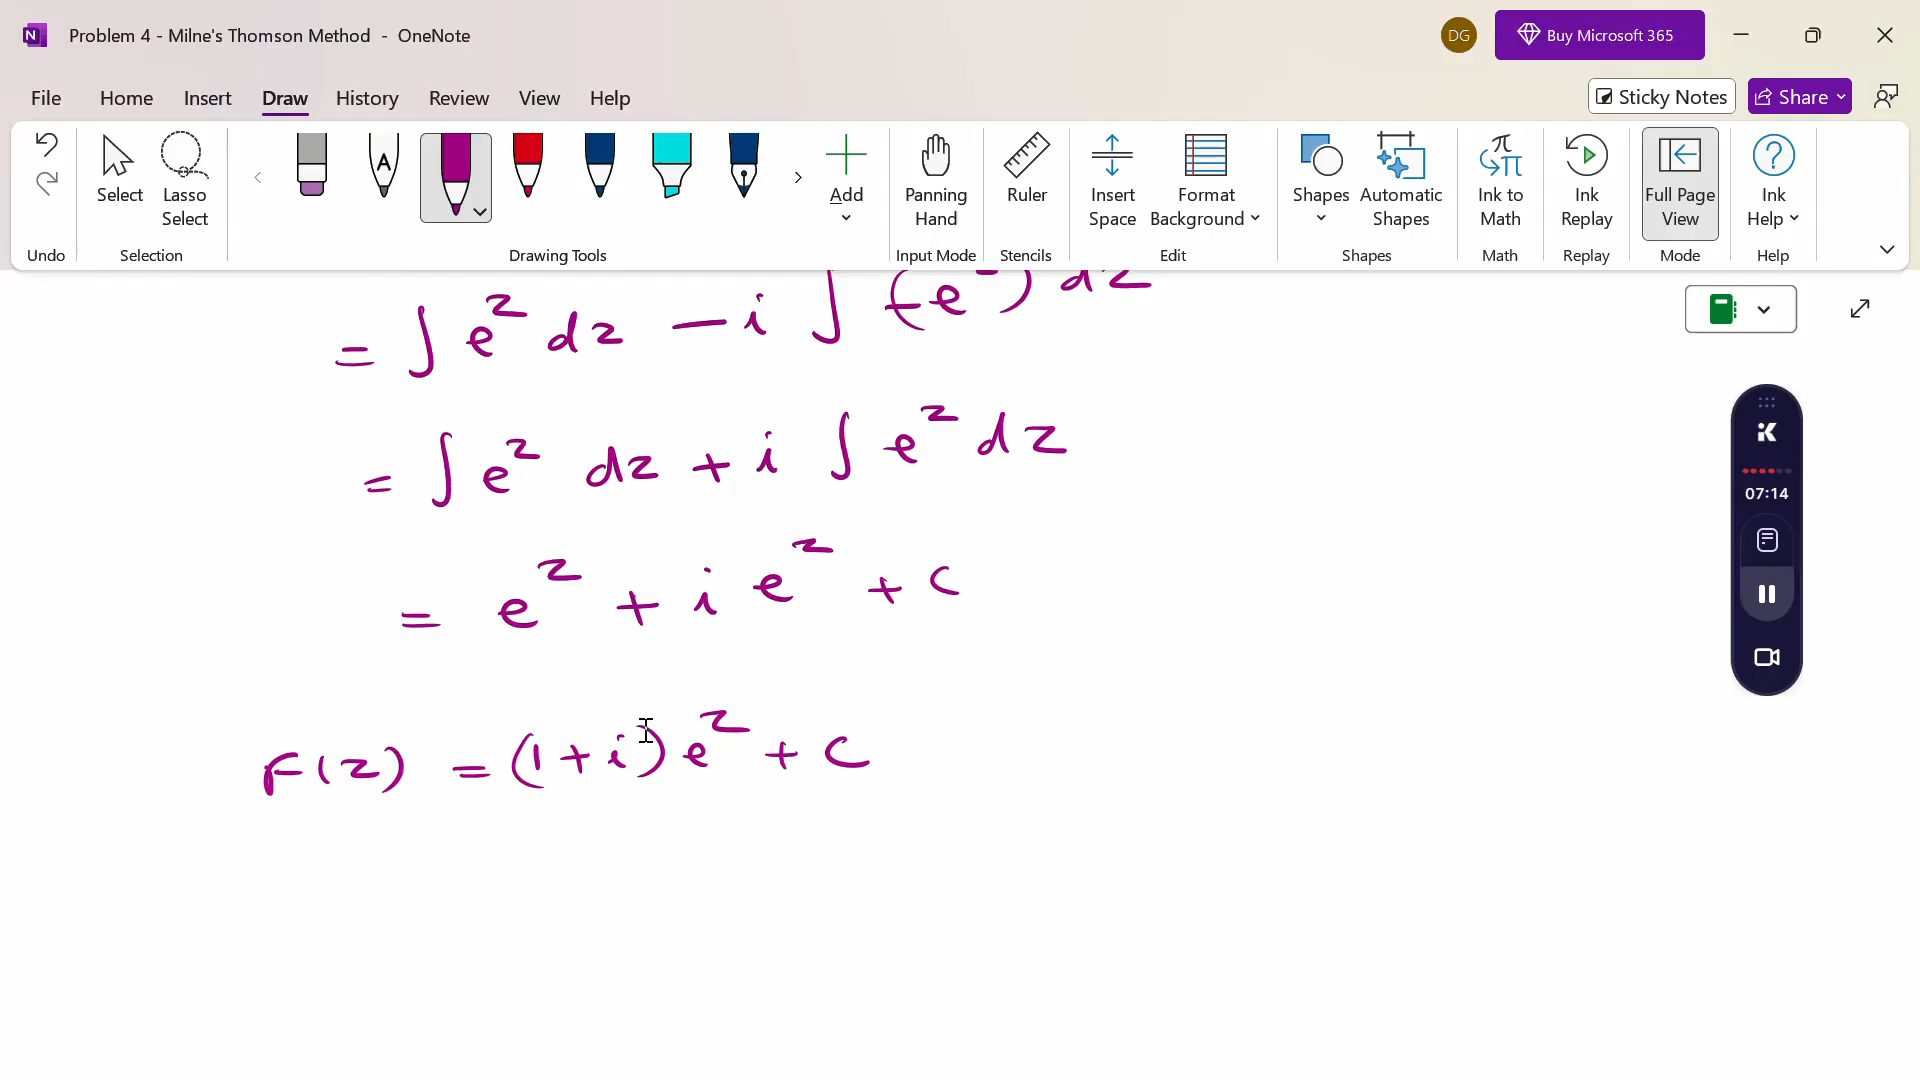 Problem 4 - Milne's Thomson Method - OneNote
DG
Buy Microsoft 365
File Home Insert Draw History Review View Help
Sticky Notes
Share
Select
Lasso Select
A
Add
Panning Hand
Ruler
Insert Space
Format Background
Shapes
Automatic Shapes
Ink to Math
Ink Replay
Full Page View
Ink Help
Undo
Selection
Drawing Tools
Input Mode
Stencils
Edit
Shapes
Math
Replay
Mode
Help
= ∫ e^z dz - i ∫ (-e^z) dz
= ∫ e^z dz + i ∫ e^z dz
= e^z + i e^z + c
F(z) = (1+i) e^z + c
07:14